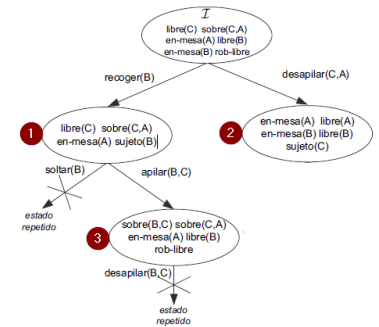 I
libre(C) sobre(C,A)
en-mesa(A) libre(B)
en-mesa(B) rob-libre
recoger(B)
desapilar(C,A)
1
libre(C) sobre(C,A)
en-mesa(A) sujeto(B)
2
en-mesa(A) libre(A)
en-mesa(B) libre(B)
sujeto(C)
soltar(B)
apilar(B,C)
estado
repetido
3
sobre(B,C) sobre(C,A)
en-mesa(A) libre(B)
rob-libre
desapilar(B,C)
estado
repetido